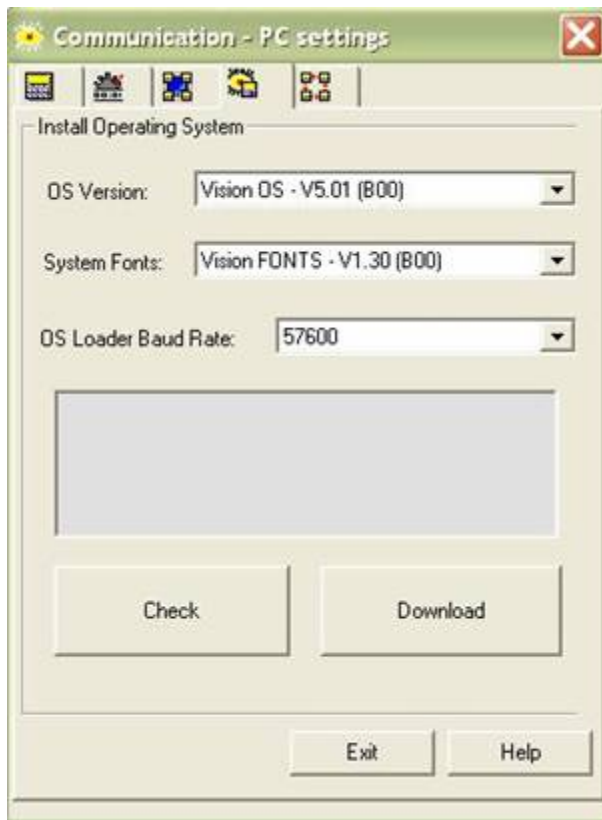 Communication - PC settings
Install Operating System
OS Version: Vision OS - V5.01 (B00)
System Fonts: Vision FONTS - V1.30 (B00)
OS Loader Baud Rate: 57600
Check Download
Exit Help